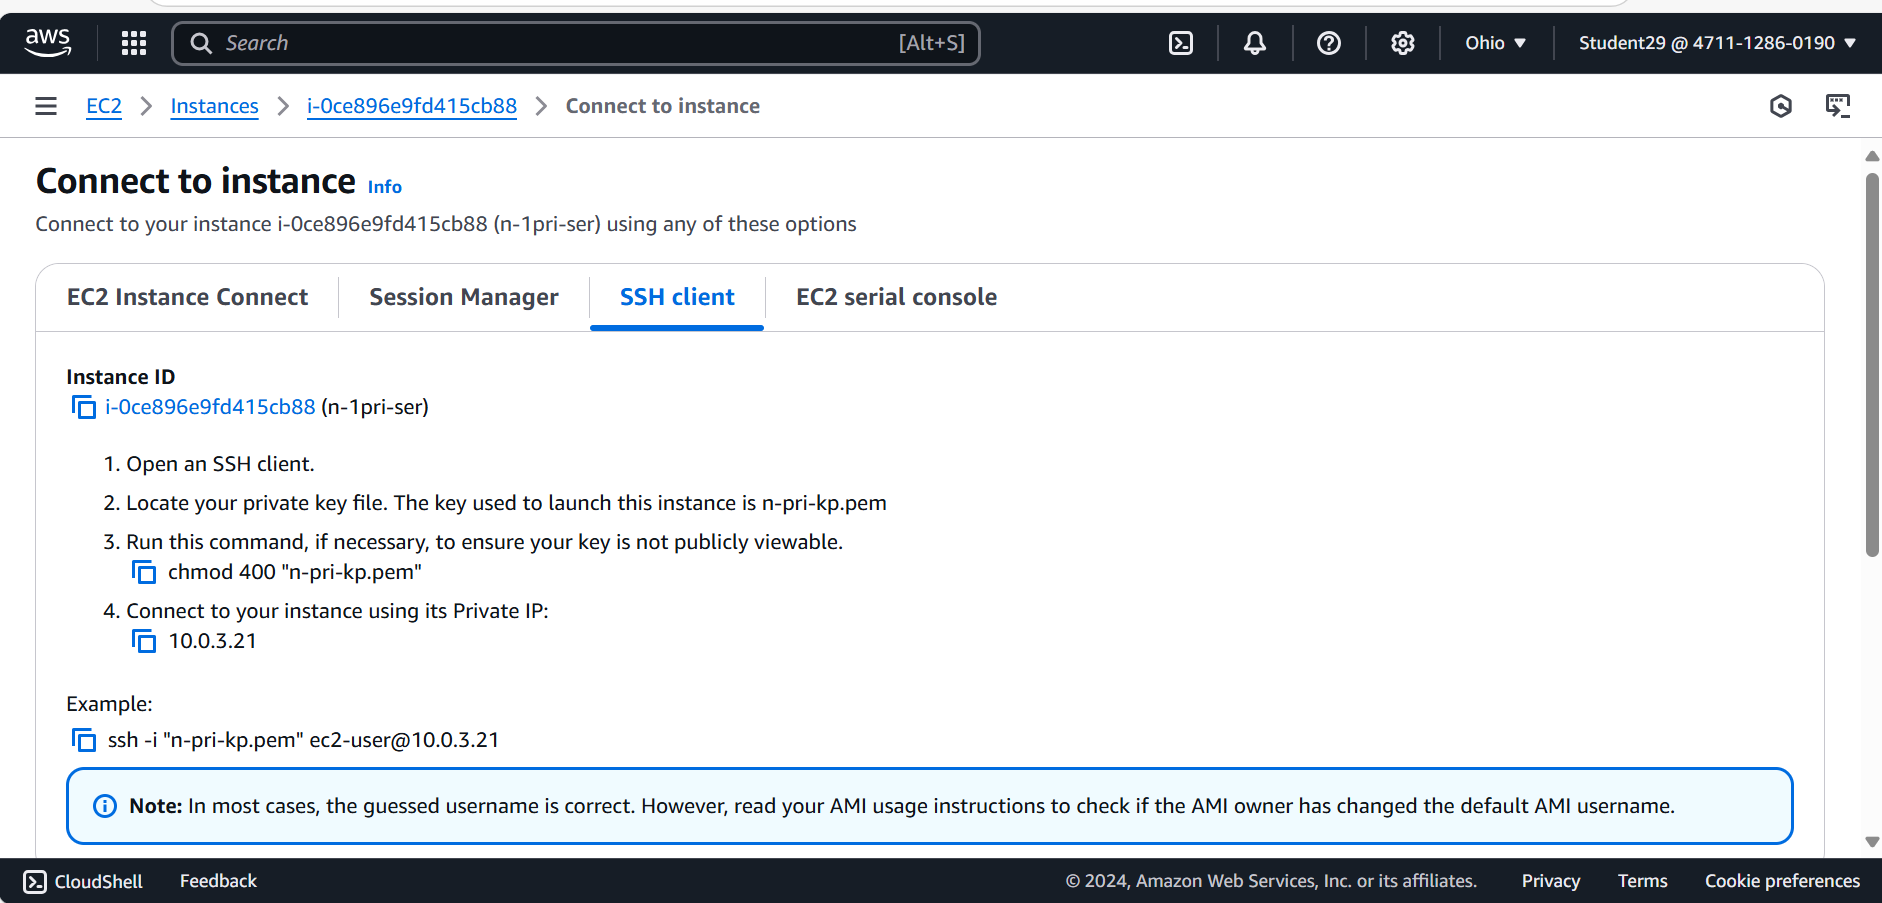 aws
Search
[Alt+S]
Ohio
Student29 @ 4711-1286-0190
EC2
Instances
i-0ce896e9fd415cb88
Connect to instance
Connect to instance Info
Connect to your instance i-0ce896e9fd415cb88 (n-1pri-ser) using any of these options
EC2 Instance Connect
Session Manager
SSH client
EC2 serial console
Instance ID
i-0ce896e9fd415cb88 (n-1pri-ser)
1. Open an SSH client.
2. Locate your private key file. The key used to launch this instance is n-pri-kp.pem
3. Run this command, if necessary, to ensure your key is not publicly viewable.
chmod 400 "n-pri-kp.pem"
4. Connect to your instance using its Private IP:
10.0.3.21
Example:
ssh -i "n-pri-kp.pem" ec2-user@10.0.3.21
Note: In most cases, the guessed username is correct. However, read your AMI usage instructions to check if the AMI owner has changed the default AMI username.
CloudShell
Feedback
© 2024, Amazon Web Services, Inc. or its affiliates.
Privacy
Terms
Cookie preferences